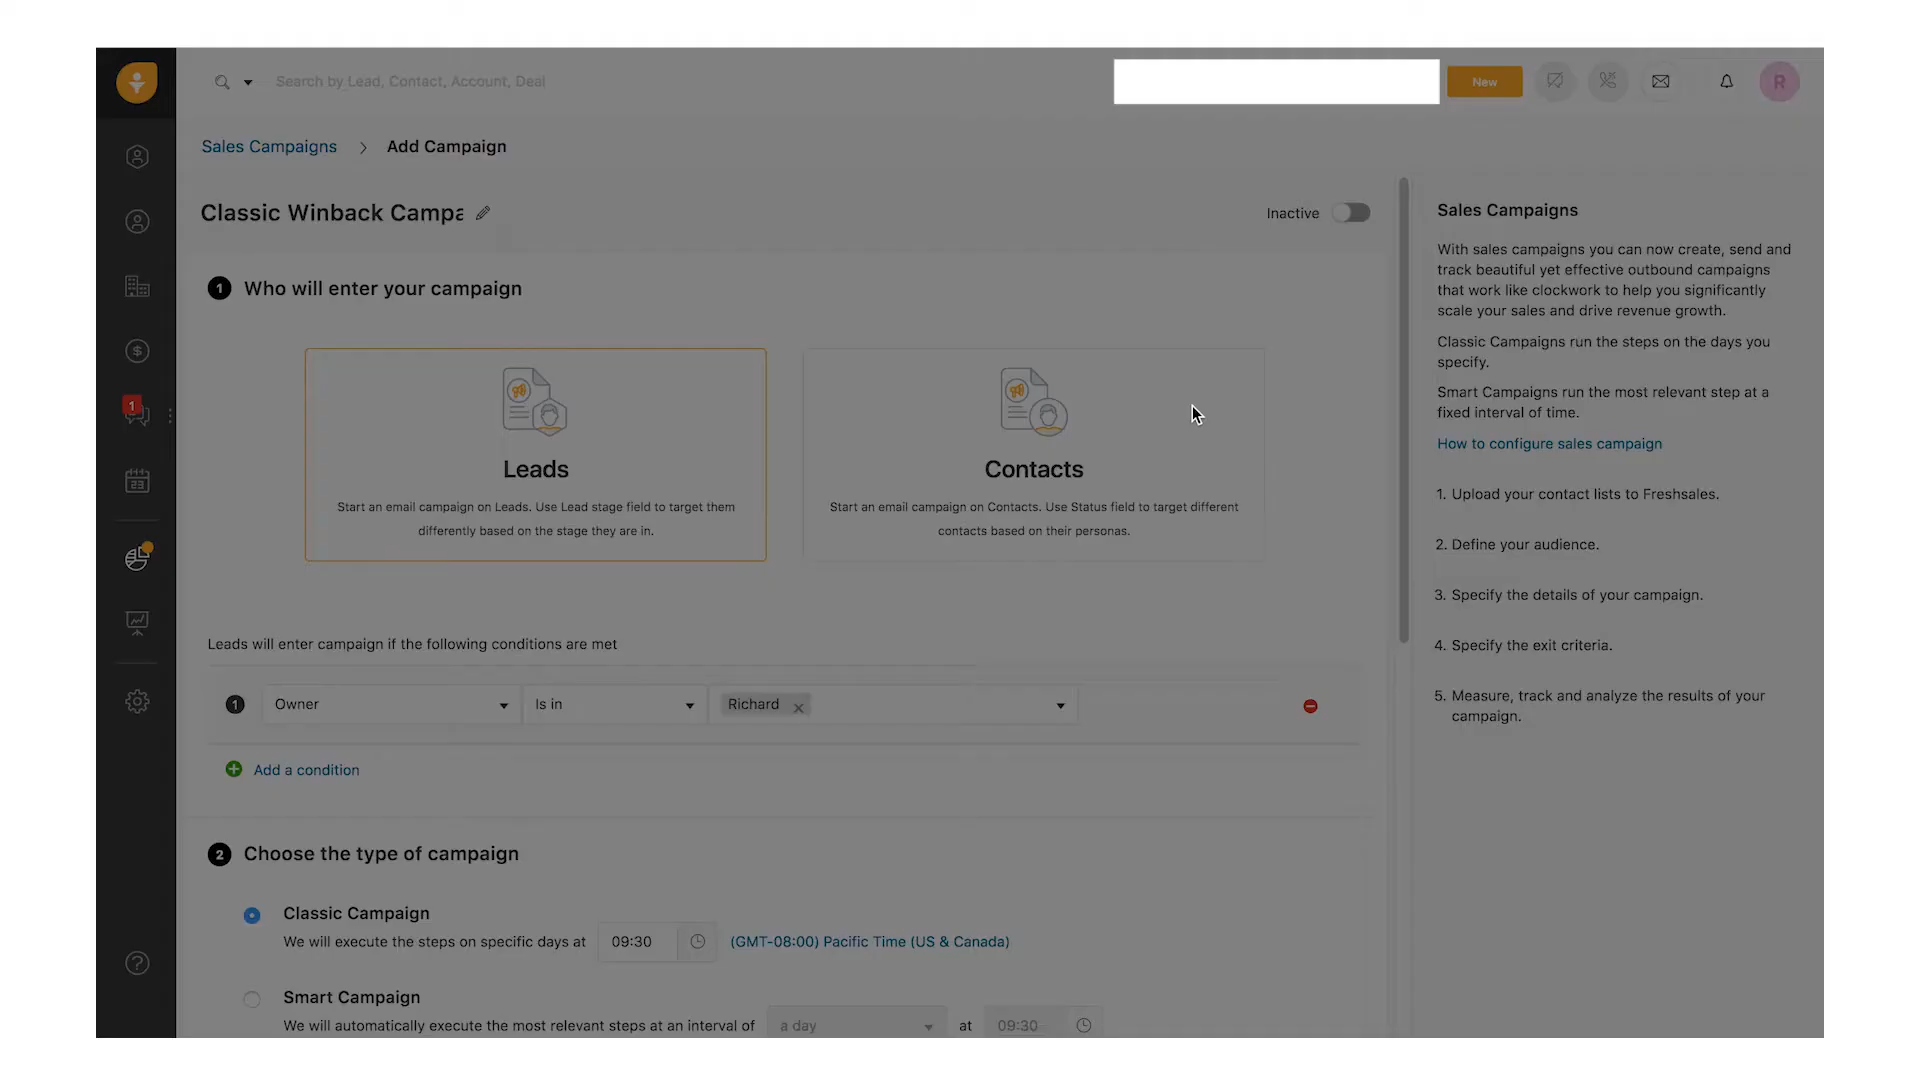 Search by Lead, Contact, Account, Deal
New
R
Sales Campaigns > Add Campaign
Classic Winback Campa
Inactive
1 Who will enter your campaign
Leads
Start an email campaign on Leads. Use Lead stage field to target them
differently based on the stage they are in.
Contacts
Start an email campaign on Contacts. Use Status field to target different
contacts based on their personas.
Leads will enter campaign if the following conditions are met
1 Owner Is in Richard
Add a condition
2 Choose the type of campaign
Classic Campaign
We will execute the steps on specific days at 09:30 (GMT-08:00) Pacific Time (US & Canada)
Smart Campaign
We will automatically execute the most relevant steps at an interval of a day at 09:30
Sales Campaigns
With sales campaigns you can now create, send and
track beautiful yet effective outbound campaigns
that work like clockwork to help you significantly
scale your sales and drive revenue growth.
Classic Campaigns run the steps on the days you
specify.
Smart Campaigns run the most relevant step at a
fixed interval of time.
How to configure sales campaign
1. Upload your contact lists to Freshsales.
2. Define your audience.
3. Specify the details of your campaign.
4. Specify the exit criteria.
5. Measure, track and analyze the results of your
campaign.
1
23